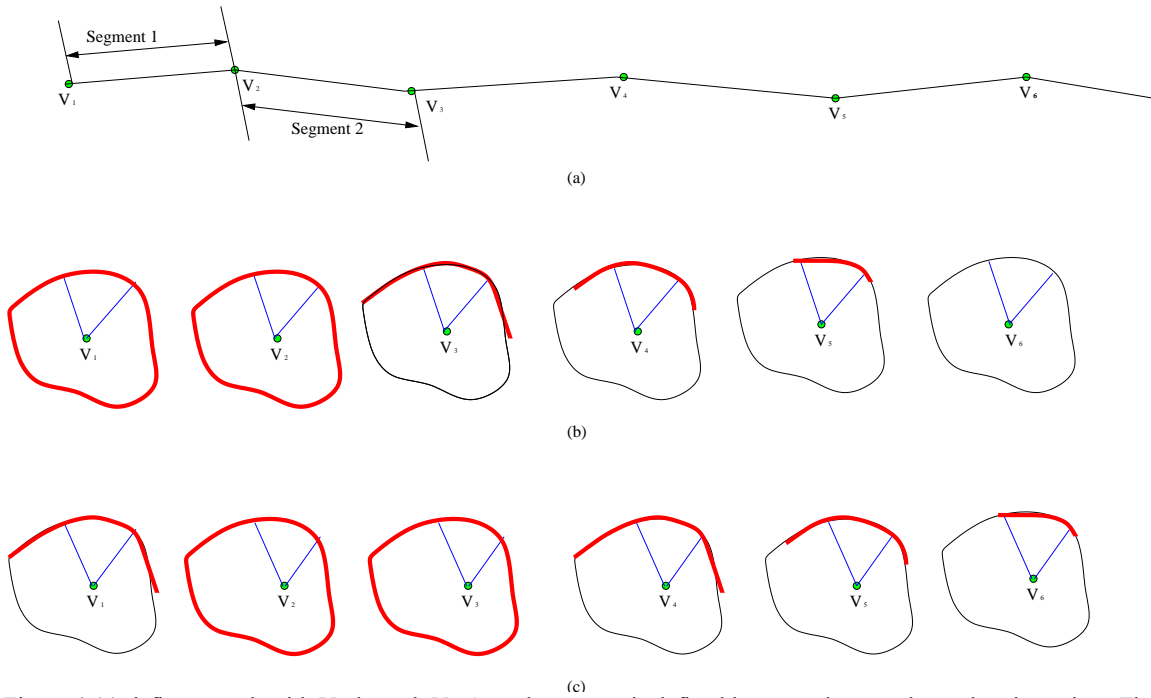 Segment 1
V1 V2 V3 V4 V5 V6
Segment 2
(a)
V1 V2 V3 V4 V5 V6
(b)
V1 V2 V3 V4 V5 V6
(c)